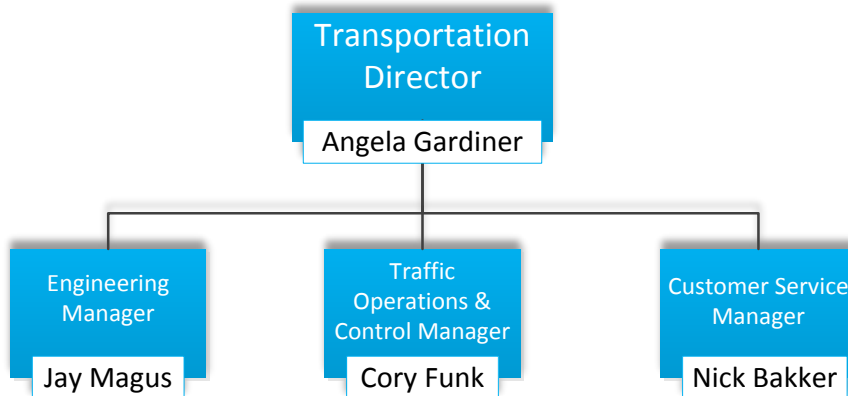 Transportation
Director
Angela Gardiner
Engineering
Manager
Jay Magus
Traffic
Operations &
Control Manager
Cory Funk
Customer Service
Manager
Nick Bakker